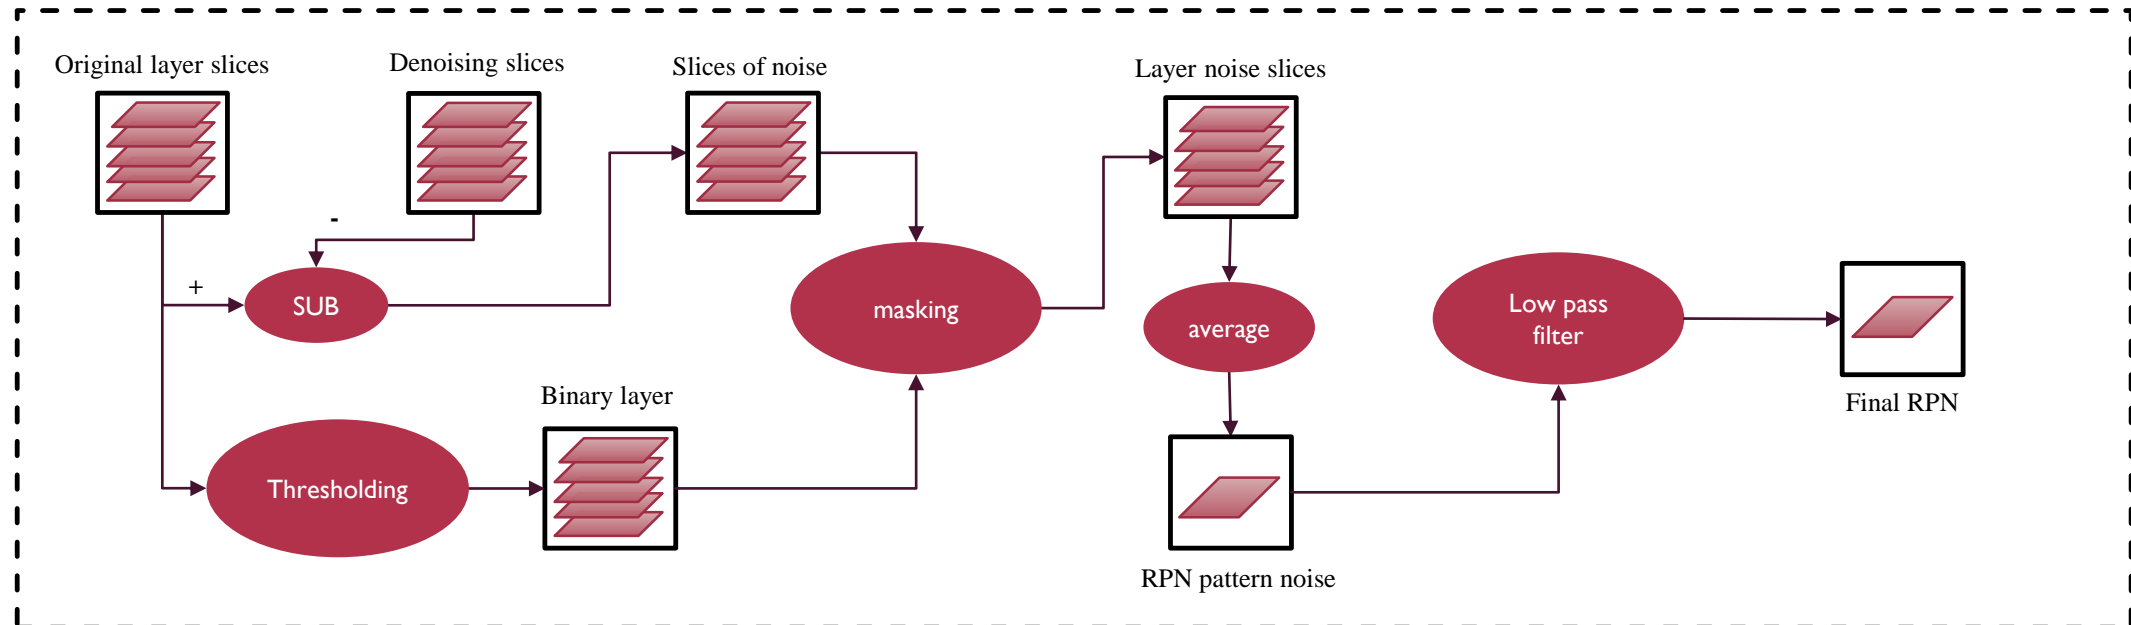 Original layer slices
Denoising slices
Slices of noise
Layer noise slices
-
+
SUB
masking
average
Low pass
filter
Binary layer
Final RPN
Thresholding
RPN pattern noise